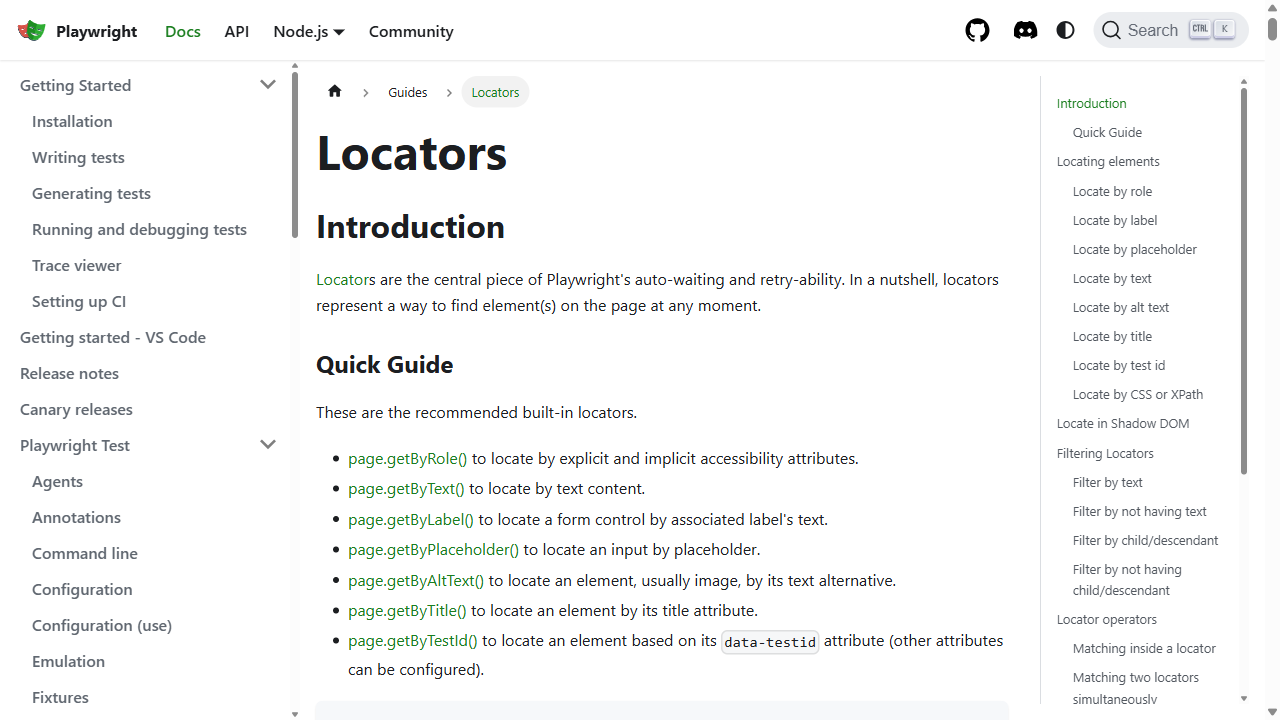 Playwright
Docs
API
Node.js
Community
Search
CTRL
K
Getting Started
Installation
Writing tests
Generating tests
Running and debugging tests
Trace viewer
Setting up CI
Getting started - VS Code
Release notes
Canary releases
Playwright Test
Agents
Annotations
Command line
Configuration
Configuration (use)
Emulation
Fixtures
Guides
Locators
Locators
Introduction
Locators are the central piece of Playwright's auto-waiting and retry-ability. In a nutshell, locators
represent a way to find element(s) on the page at any moment.
Quick Guide
These are the recommended built-in locators.
page.getByRole() to locate by explicit and implicit accessibility attributes.
page.getByText() to locate by text content.
page.getByLabel() to locate a form control by associated label's text.
page.getByPlaceholder() to locate an input by placeholder.
page.getByAltText() to locate an element, usually image, by its text alternative.
page.getByTitle() to locate an element by its title attribute.
page.getByTestId() to locate an element based on its data-testid attribute (other attributes
can be configured).
Introduction
Quick Guide
Locating elements
Locate by role
Locate by label
Locate by placeholder
Locate by text
Locate by alt text
Locate by title
Locate by test id
Locate by CSS or XPath
Locate in Shadow DOM
Filtering Locators
Filter by text
Filter by not having text
Filter by child/descendant
Filter by not having
child/descendant
Locator operators
Matching inside a locator
Matching two locators
simultaneously